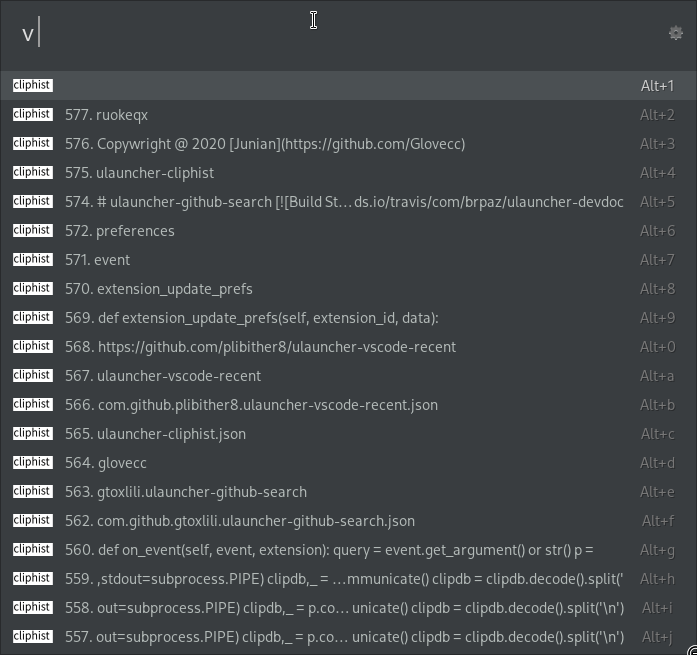 v
cliphist Alt+1
cliphist 577. ruokeqx Alt+2
cliphist 576. Copywright @ 2020 [Junian](https://github.com/Glovecc) Alt+3
cliphist 575. ulauncher-cliphist Alt+4
cliphist 574. # ulauncher-github-search [![Build St…ds.io/travis/com/brpaz/ulauncher-devdoc Alt+5
cliphist 572. preferences Alt+6
cliphist 571. event Alt+7
cliphist 570. extension_update_prefs Alt+8
cliphist 569. def extension_update_prefs(self, extension_id, data): Alt+9
cliphist 568. https://github.com/plibither8/ulauncher-vscode-recent Alt+0
cliphist 567. ulauncher-vscode-recent Alt+a
cliphist 566. com.github.plibither8.ulauncher-vscode-recent.json Alt+b
cliphist 565. ulauncher-cliphist.json Alt+c
cliphist 564. glovecc Alt+d
cliphist 563. gtoxlili.ulauncher-github-search Alt+e
cliphist 562. com.github.gtoxlili.ulauncher-github-search.json Alt+f
cliphist 560. def on_event(self, event, extension): query = event.get_argument() or str() p = Alt+g
cliphist 559. ,stdout=subprocess.PIPE) clipdb,_ = …mmunicate() clipdb = clipdb.decode().split(' Alt+h
cliphist 558. out=subprocess.PIPE) clipdb,_ = p.co… unicate() clipdb = clipdb.decode().split('\n') Alt+i
cliphist 557. out=subprocess.PIPE) clipdb,_ = p.co… unicate() clipdb = clipdb.decode().split('\n') Alt+j